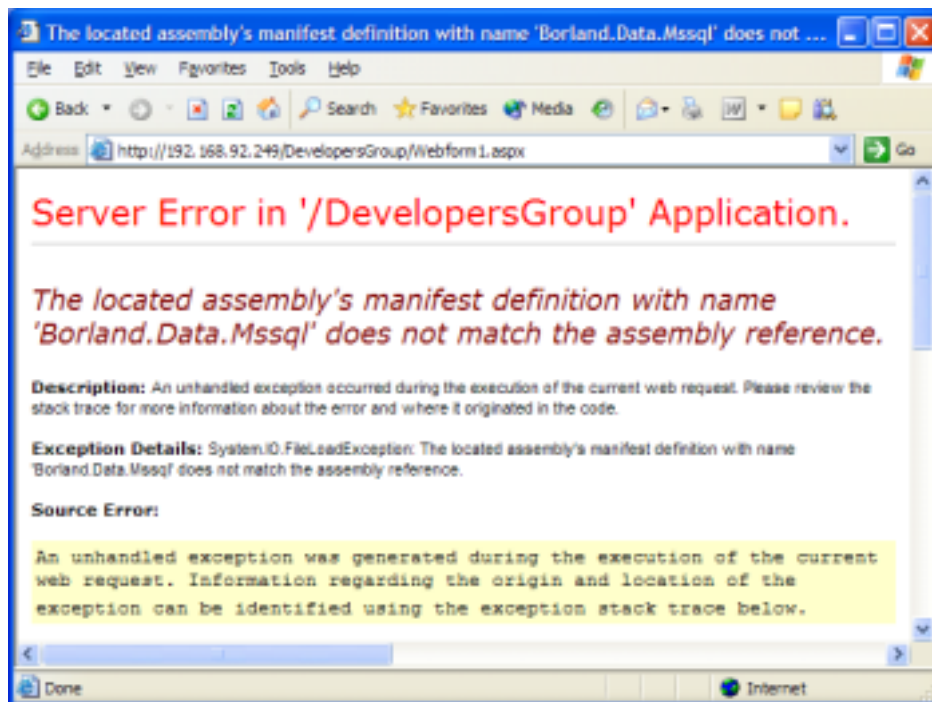 The located assembly's manifest definition with name 'Borland.Data.Mssql' does not ...
File Edit View Favorites Tools Help
Back Search Favorites Media
Address http://192.168.92.249/DevelopersGroup/Webform1.aspx Go
Server Error in '/DevelopersGroup' Application.
The located assembly's manifest definition with name
'Borland.Data.Mssql' does not match the assembly reference.
Description: An unhandled exception occurred during the execution of the current web request. Please review the
stack trace for more information about the error and where it originated in the code.
Exception Details: System.IO.FileLoadException: The located assembly's manifest definition with name
'Borland.Data.Mssql' does not match the assembly reference.
Source Error:
An unhandled exception was generated during the execution of the current
web request. Information regarding the origin and location of the
exception can be identified using the exception stack trace below.
Done Internet